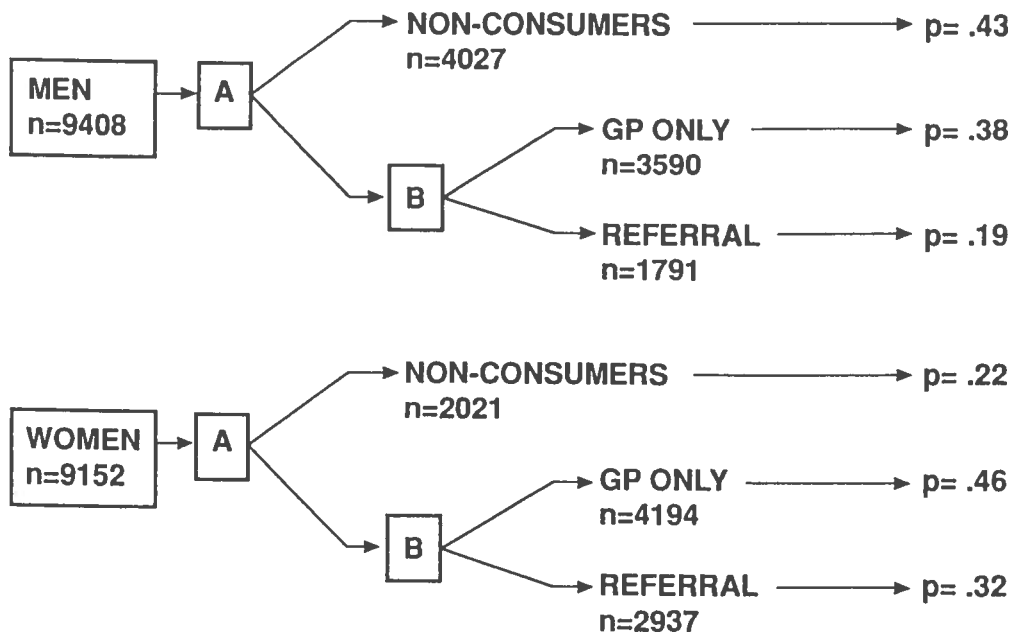 NON-CONSUMERS
n=4027
p= .43
MEN
n=9408
A
GP ONLY
n=3590
p= .38
B
REFERRAL
n=1791
p= .19
NON-CONSUMERS
n=2021
p= .22
WOMEN
n=9152
A
GP ONLY
n=4194
p= .46
B
REFERRAL
n=2937
p= .32